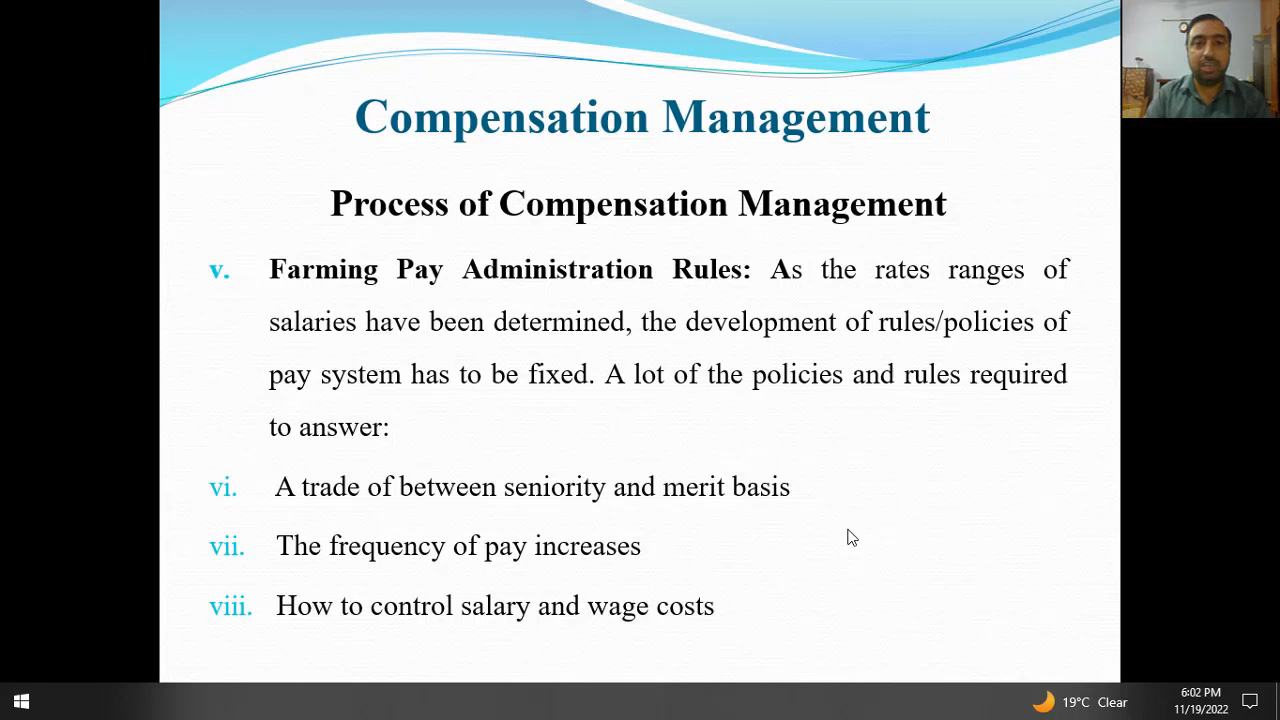 Compensation Management
Process of Compensation Management
v. Farming Pay Administration Rules: As the rates ranges of
salaries have been determined, the development of rules/policies of
pay system has to be fixed. A lot of the policies and rules required
to answer:
vi. A trade of between seniority and merit basis
vii. The frequency of pay increases
viii. How to control salary and wage costs
19°C Clear
6:02 PM
11/19/2022